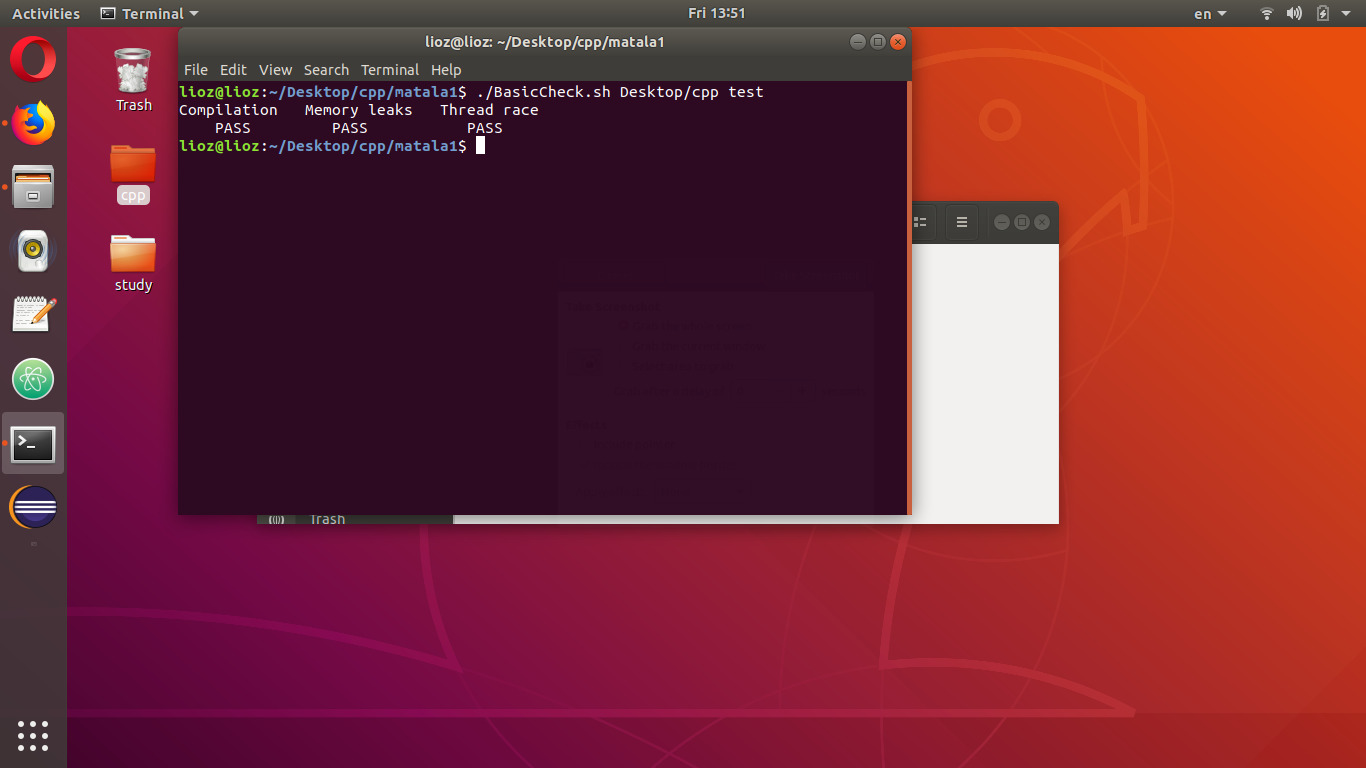 Activities Terminal Fri 13:51 en
lioz@lioz: ~/Desktop/cpp/matala1
File Edit View Search Terminal Help
lioz@lioz:~/Desktop/cpp/matala1$ ./BasicCheck.sh Desktop/cpp test
Compilation Memory leaks Thread race
PASS PASS PASS
lioz@lioz:~/Desktop/cpp/matala1$
Trash
cpp
study
Trash